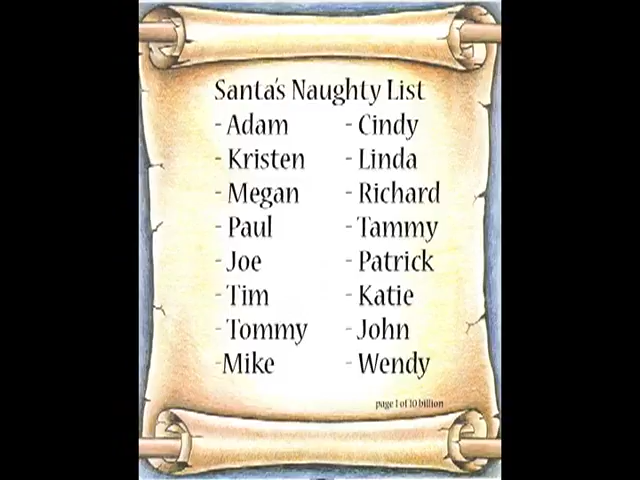 Santa's Naughty List
- Adam
- Kristen
- Megan
- Paul
- Joe
- Tim
- Tommy
-Mike
- Cindy
- Linda
- Richard
- Tammy
- Patrick
- Katie
- John
- Wendy
page 1 of 10 billion